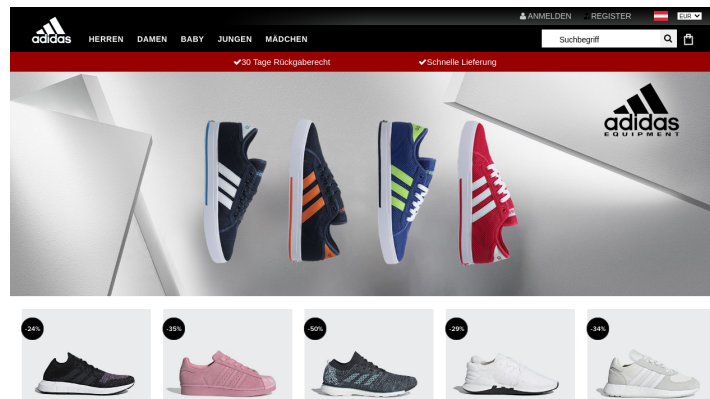 ANMELDEN REGISTER EUR
adidas HERREN DAMEN BABY JUNGEN MÄDCHEN Suchbegriff
30 Tage Rückgaberecht Schnelle Lieferung
adidas
EQUIPMENT
-24% -35% -50% -29% -34%